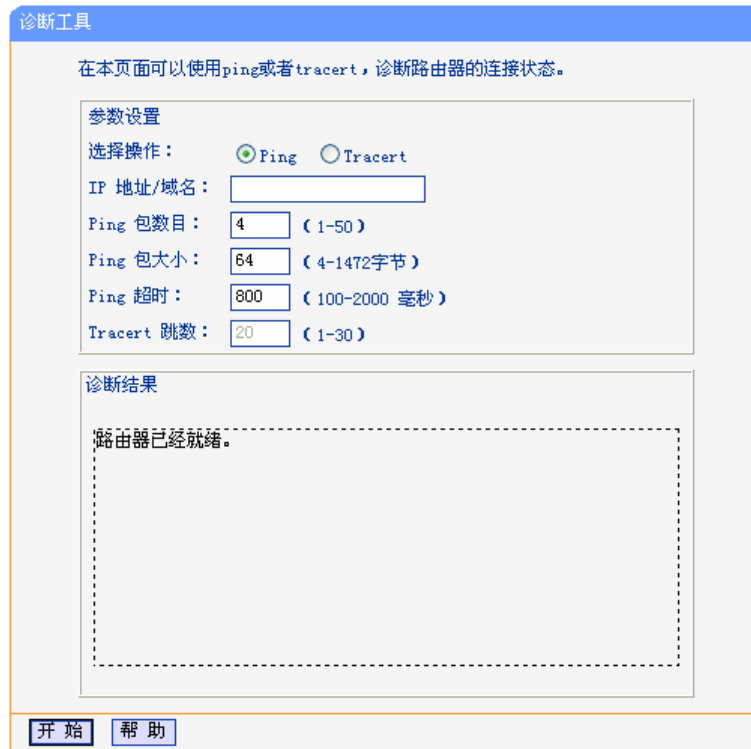 诊断工具
在本页面可以使用ping或者tracert，诊断路由器的连接状态。
参数设置
选择操作： Ping Tracert
IP 地址/域名：
Ping 包数目： 4 （1-50）
Ping 包大小： 64 （4-1472字节）
Ping 超时： 800 （100-2000 毫秒）
Tracert 跳数： 20 （1-30）
诊断结果
路由器已经就绪。
开 始 帮 助